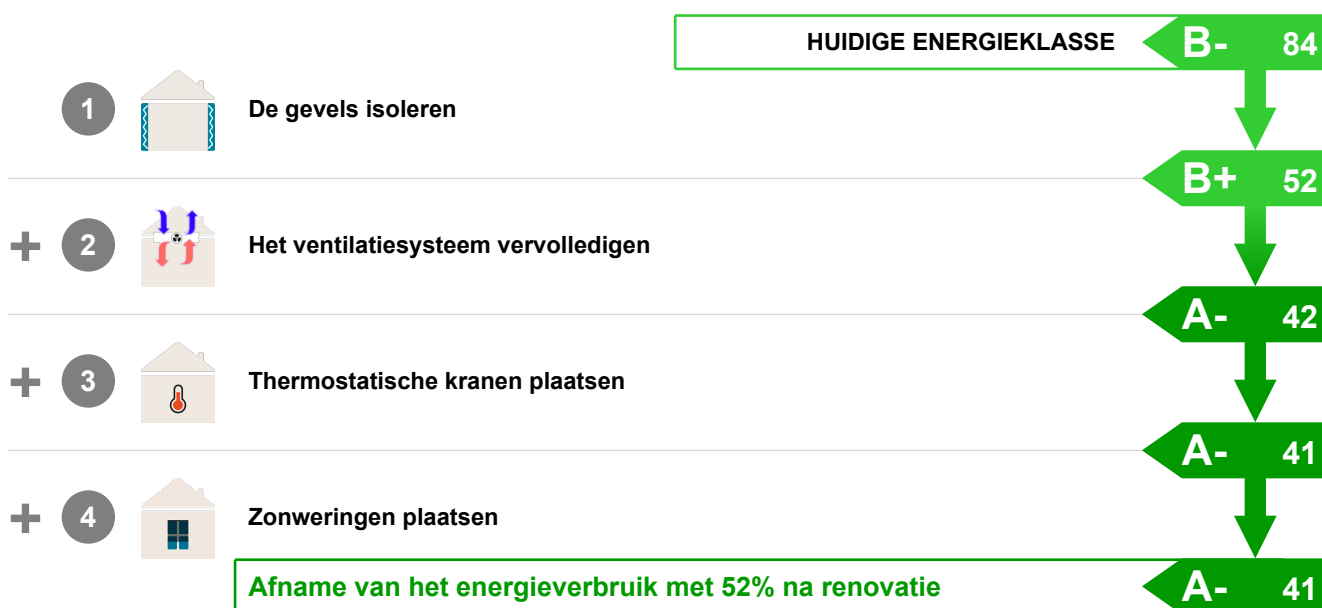 HUIDIGE ENERGIEKLASSE B- 84
1 De gevels isoleren
B+ 52
+ 2 Het ventilatiesysteem vervolledigen
A- 42
+ 3 Thermostatische kranen plaatsen
A- 41
+ 4 Zonweringen plaatsen
Afname van het energieverbruik met 52% na renovatie A- 41